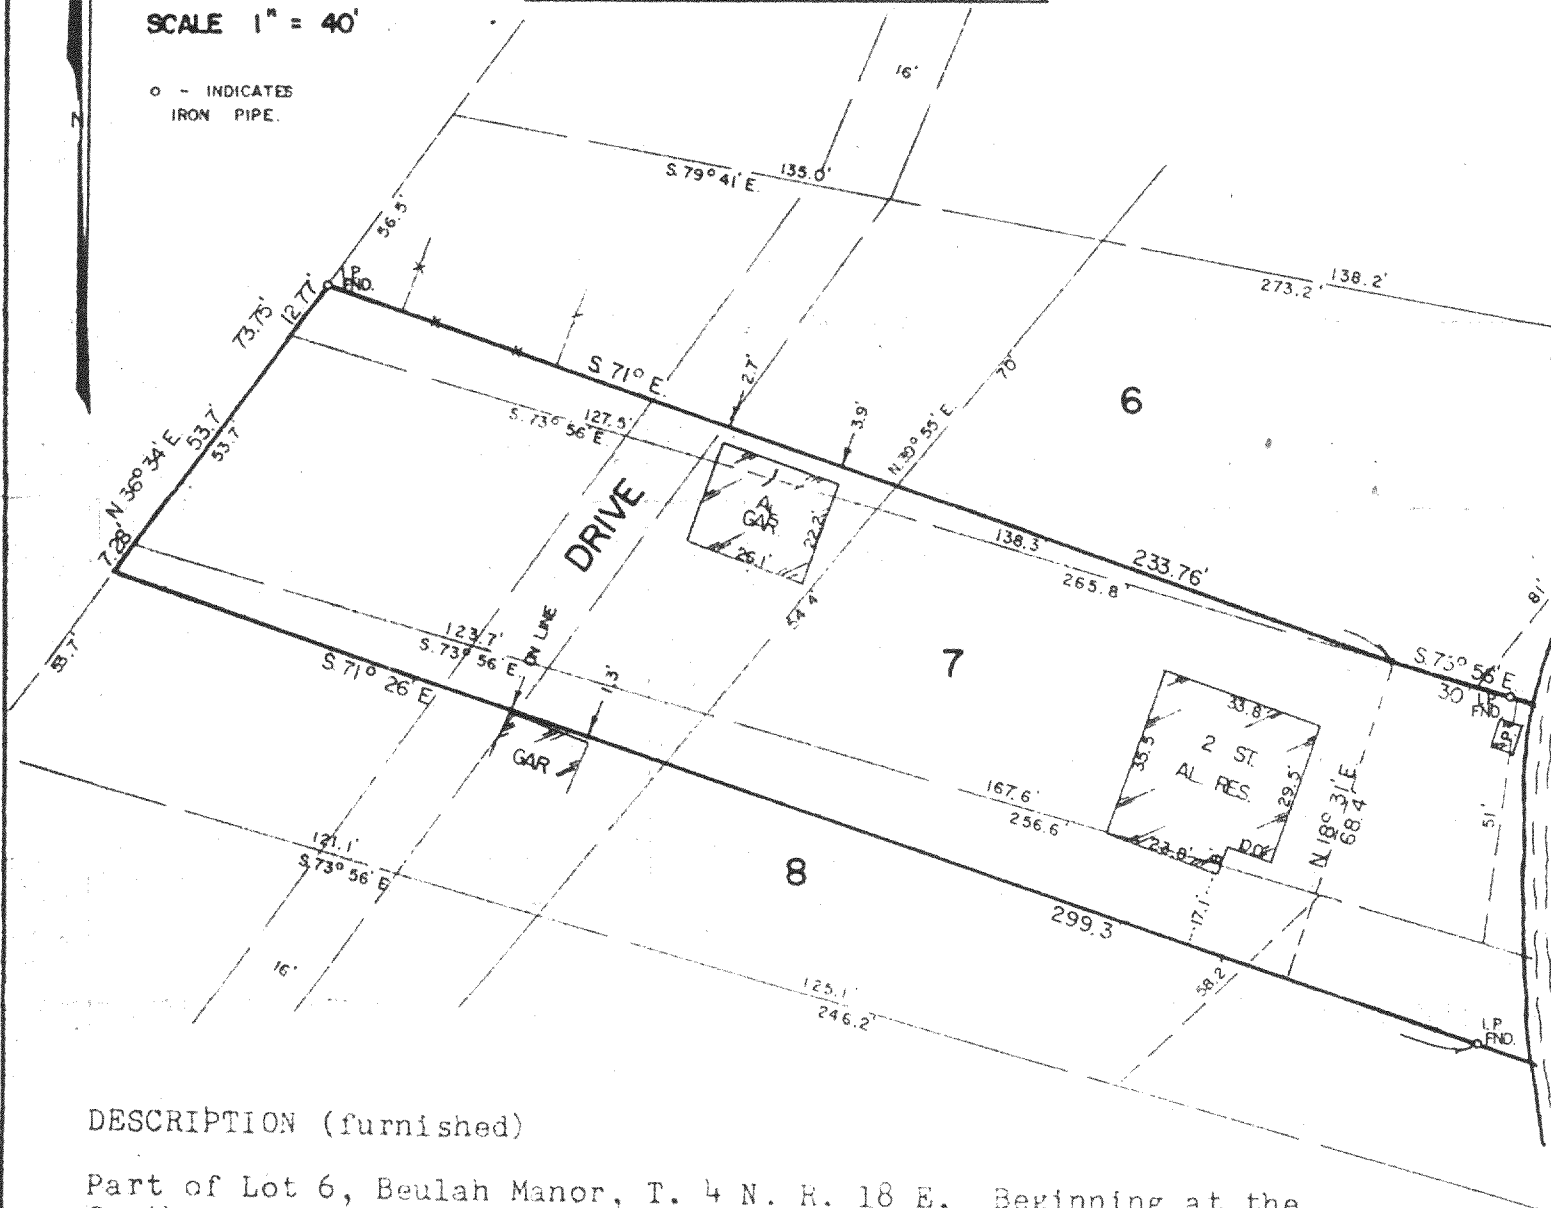 SCALE 1" = 40'
o - INDICATES
IRON PIPE.
N
16'
S. 79° 41' E.
135.0'
56.5'
138.2'
273.2'
I.P.
FND.
73.75'
12.77'
S. 71° E.
2.7'
70'
6
127.5'
S. 73° 56' E.
3.9'
N. 39° 55' E.
53.7'
53.7'
N 36° 34' E
7.28'
DRIVE
AL
GAR.
22.2'
26.1'
138.3'
265.8'
233.76'
54.4'
81'
ON LINE
123.7'
S. 73° 56' E.
53.7'
S. 71° 26' E
1.3'
7
S. 73° 56' E
30
I.P.
FND.
33.8'
2 ST.
AL RES.
35.5'
29.5'
23.8'
GAR
N 18° 31' E
68.4'
51'
167.6'
256.6'
121.1'
S. 73° 56' E
8
17.1'
299.3'
58.2'
16'
125.1'
246.2'
I.P.
FND.
DESCRIPTION (furnished)
Part of Lot 6, Beulah Manor, T. 4 N. R. 18 E. Beginning at the